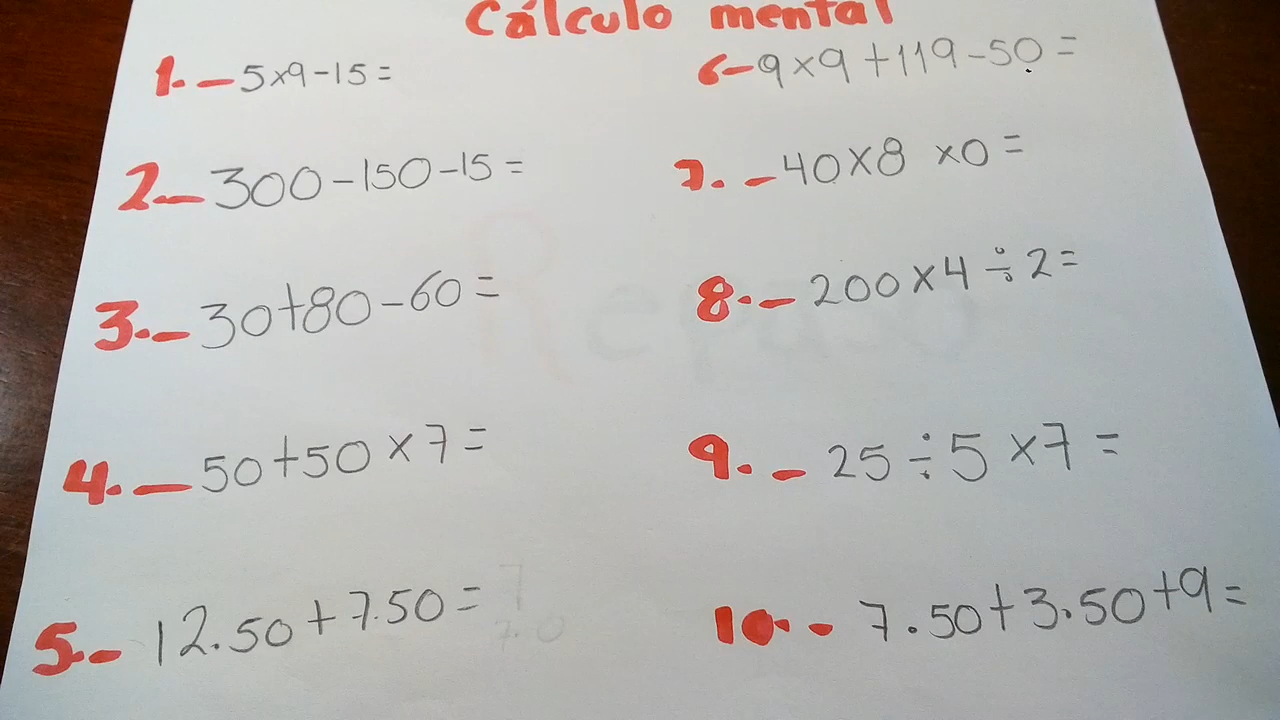 Cálculo mental
1.- 5x9-15=
2.- 300-150-15=
3.- 30+80-60=
4.- 50+50x7=
5.- 12.50+7.50=
6- 9x9+119-50=
7.- 40x8 x0=
8.- 200x4÷2=
9.- 25÷5x7=
10.- 7.50+3.50+9=